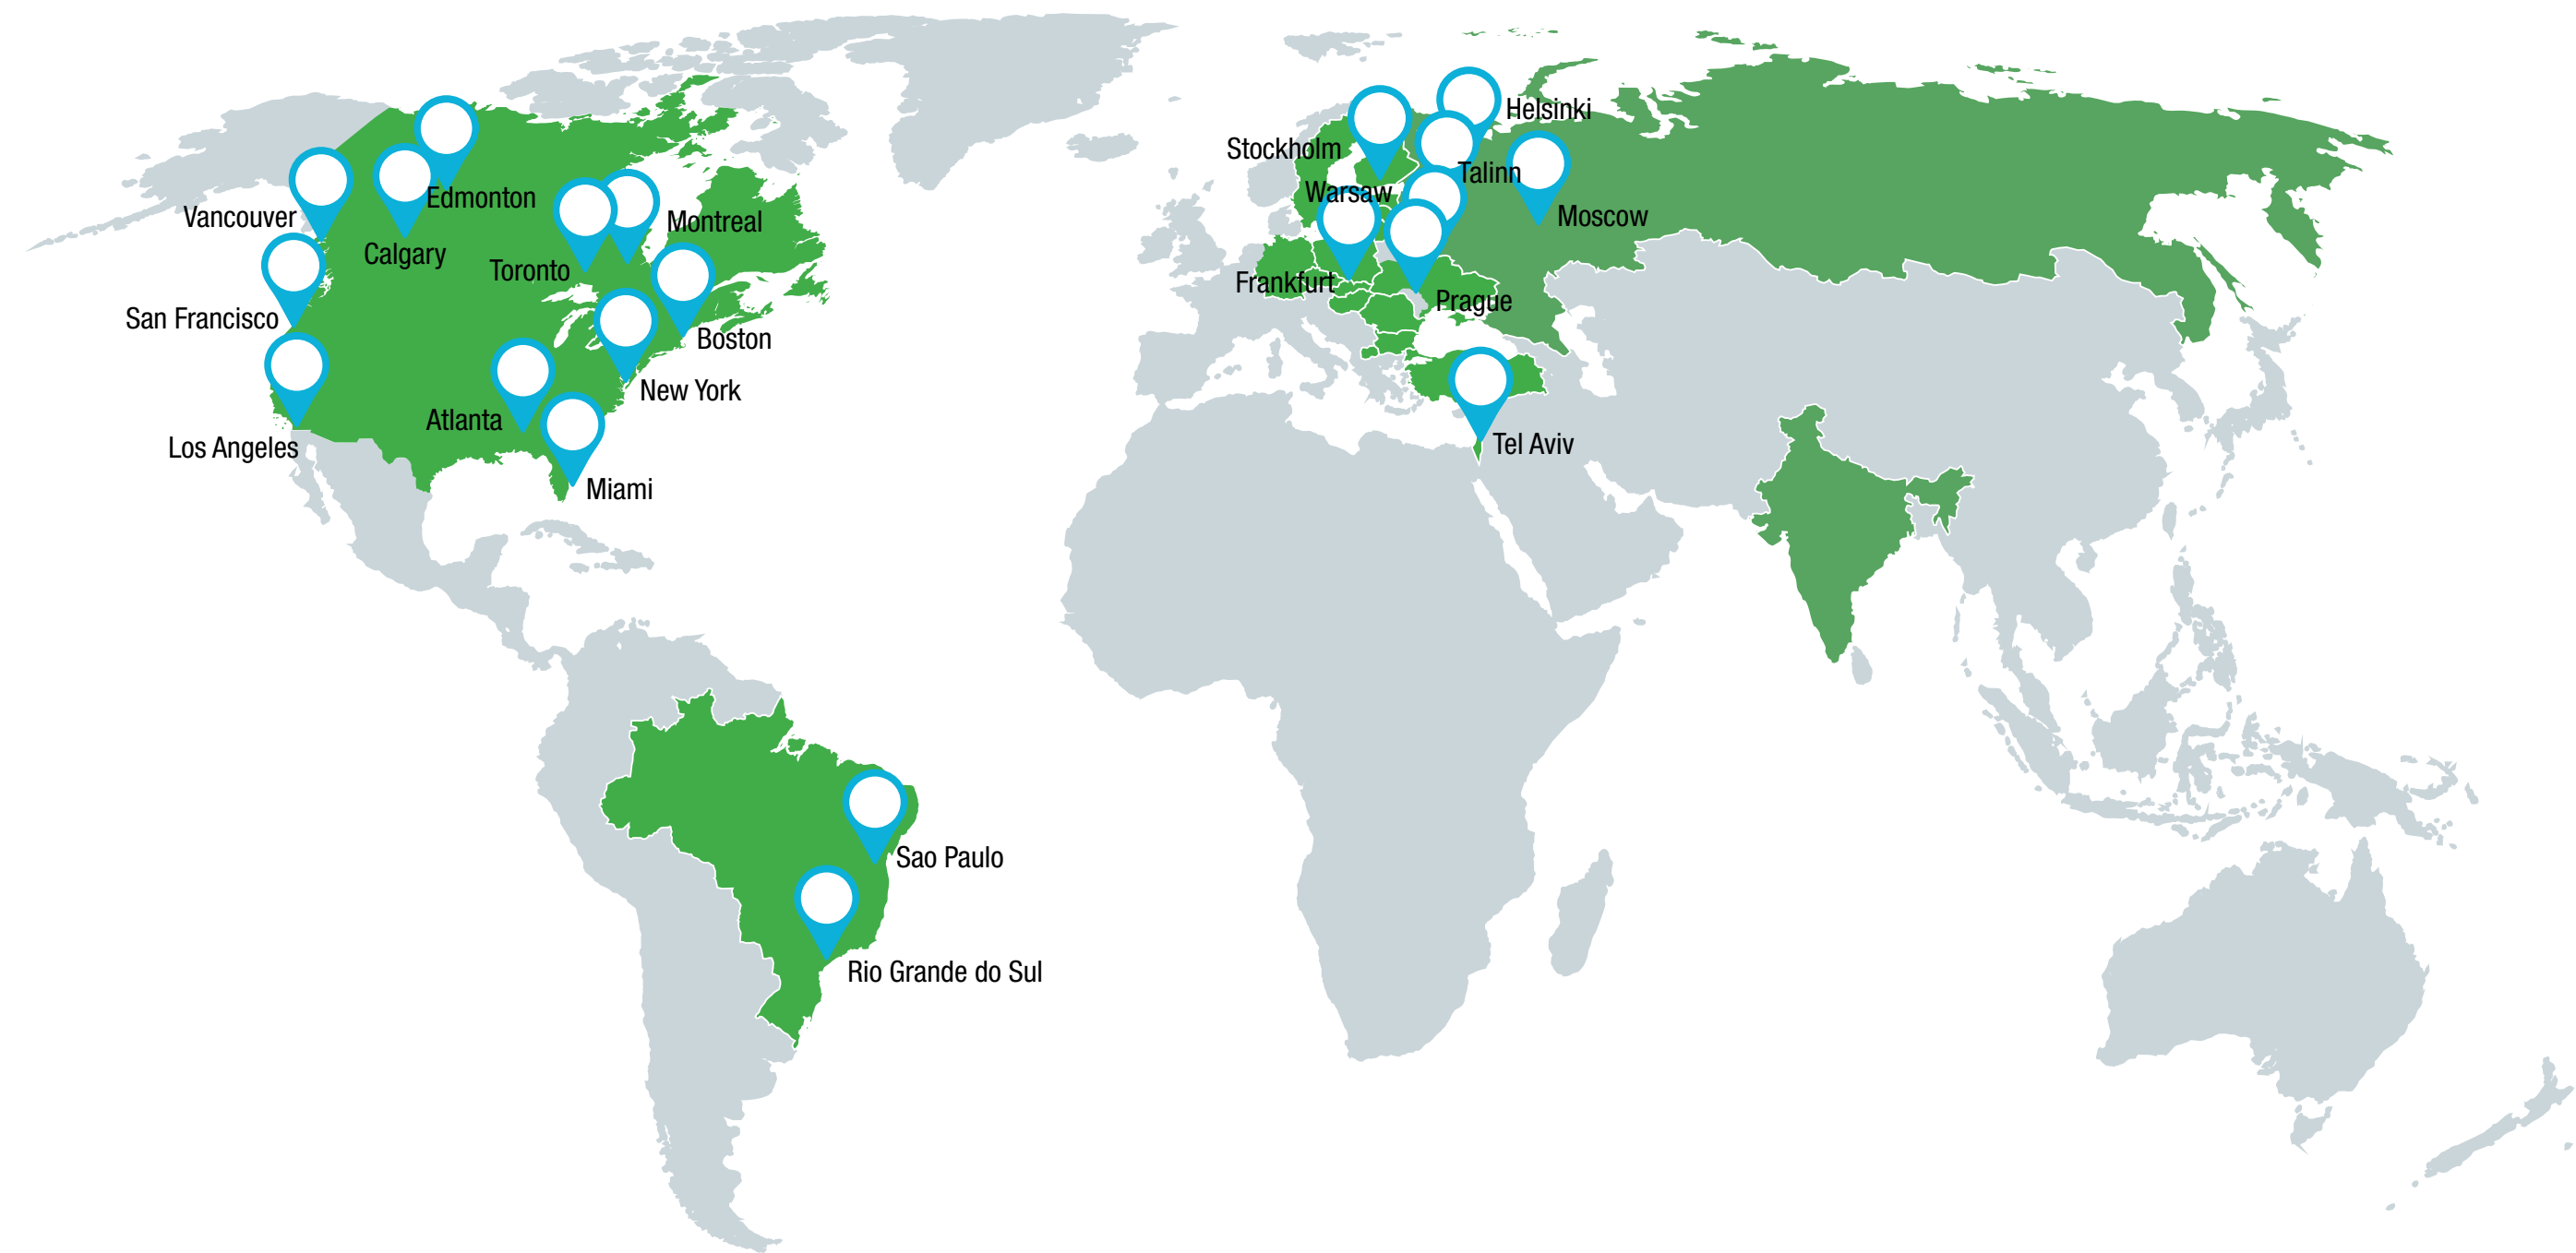 Helsinki
Stockholm
Talinn
Warsaw
Moscow
Edmonton
Vancouver
Montreal
Calgary
Toronto
Frankfurt
Prague
San Francisco
Boston
New York
Atlanta
Los Angeles
Tel Aviv
Miami
Sao Paulo
Rio Grande do Sul